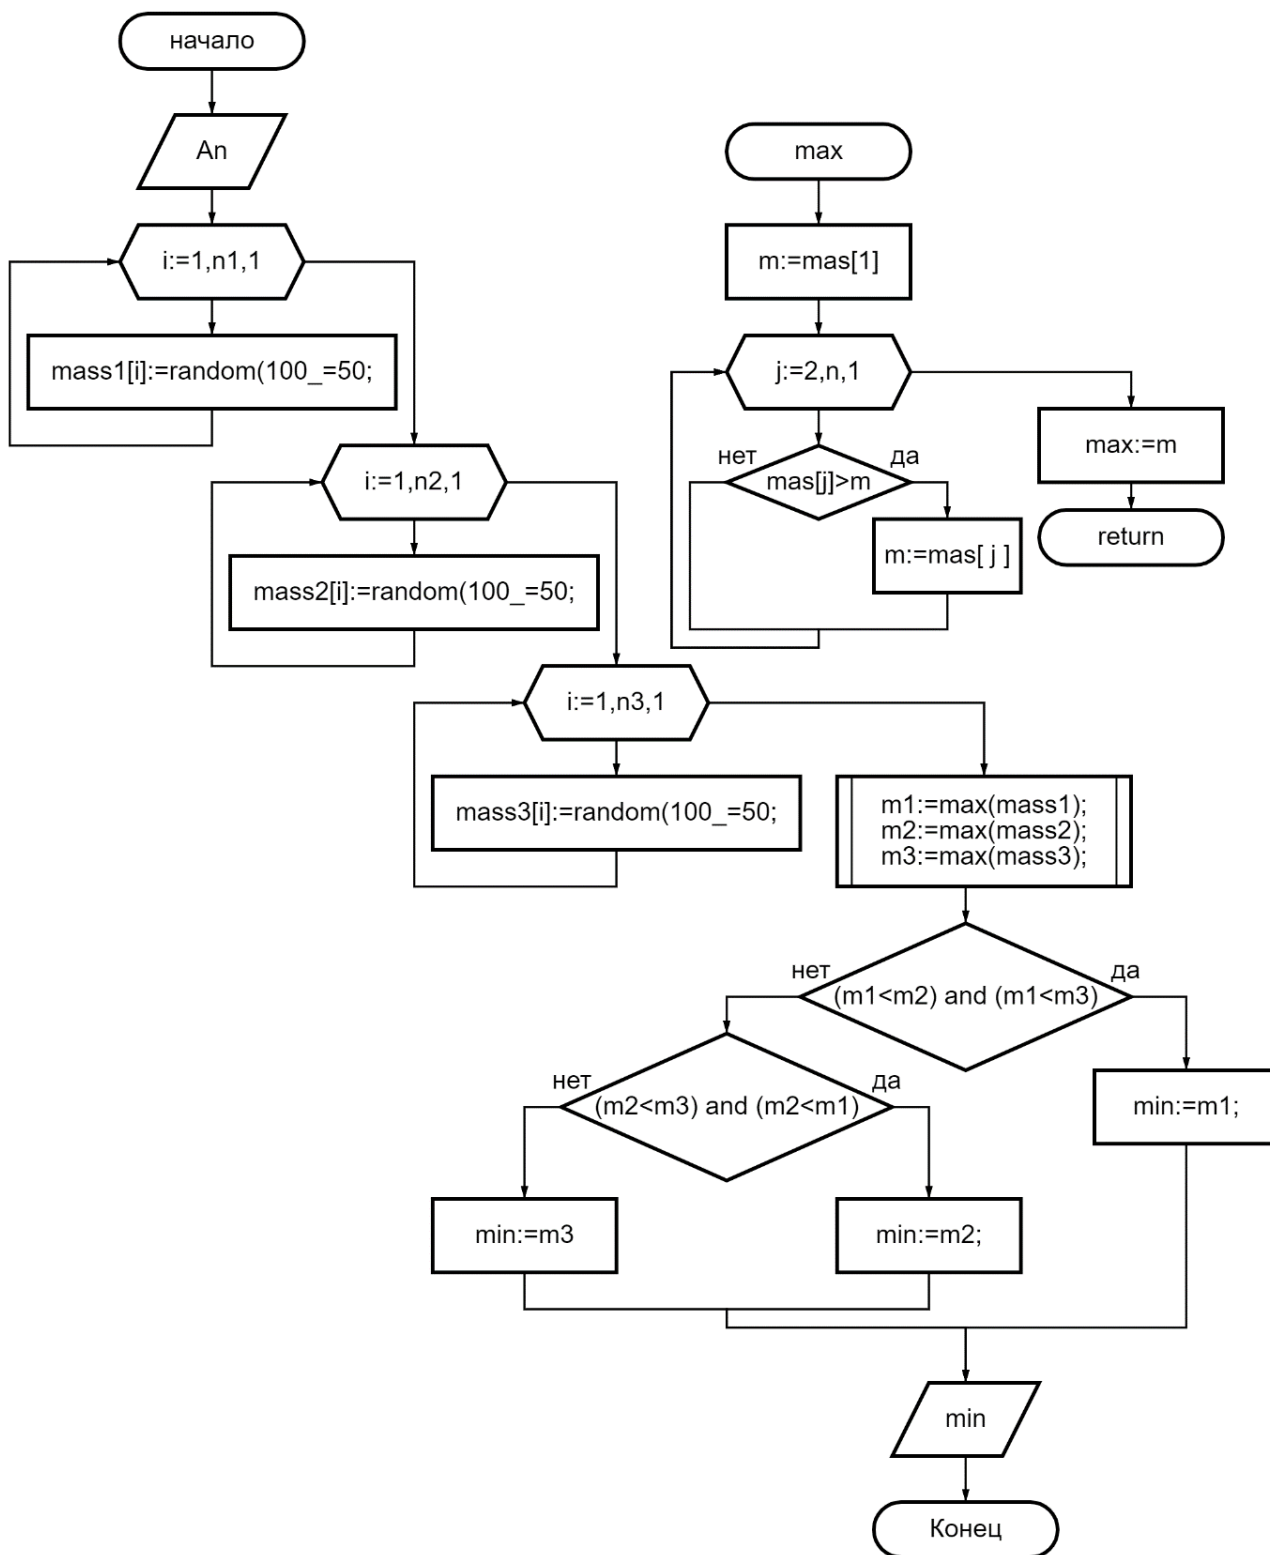 начало
An
i:=1,n1,1
mass1[i]:=random(100_=50;
i:=1,n2,1
mass2[i]:=random(100_=50;
i:=1,n3,1
mass3[i]:=random(100_=50;
max
m:=mas[1]
j:=2,n,1
нет
да
mas[j]>m
m:=mas[ j ]
max:=m
return
m1:=max(mass1);
m2:=max(mass2);
m3:=max(mass3);
нет
да
(m1<m2) and (m1<m3)
нет
да
(m2<m3) and (m2<m1)
min:=m1;
min:=m3
min:=m2;
min
Конец